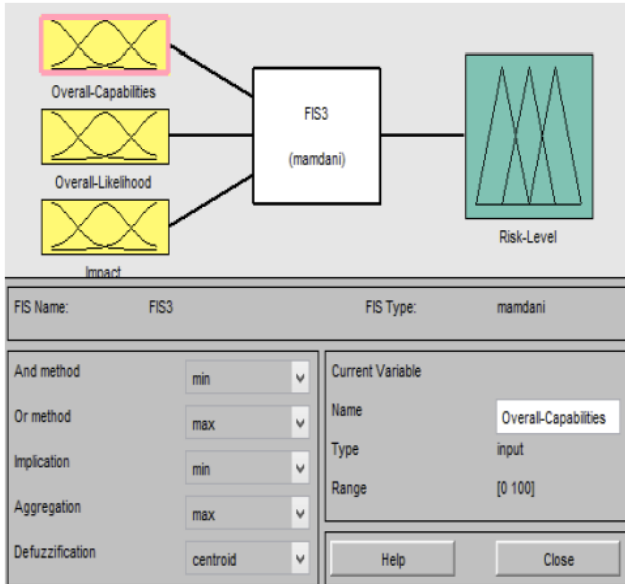 Overall-Capabilities
FIS3
(mamdani)
Overall-Likelihood
Risk-Level
Impact
FIS Name: FIS3 FIS Type: mamdani
And method min
Or method max
Implication min
Aggregation max
Defuzzification centroid
Current Variable
Name Overall-Capabilities
Type input
Range [0 100]
Help Close